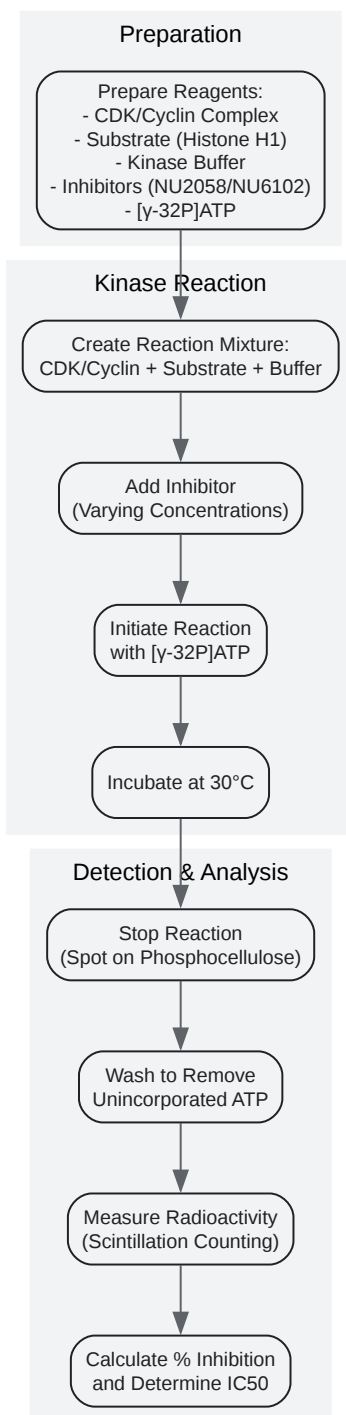 Preparation
Prepare Reagents:
- CDK/Cyclin Complex
- Substrate (Histone H1)
- Kinase Buffer
- Inhibitors (NU2058/NU6102)
- [γ-32P]ATP
Kinase Reaction
Create Reaction Mixture:
CDK/Cyclin + Substrate + Buffer
Add Inhibitor
(Varying Concentrations)
Initiate Reaction
with [γ-32P]ATP
Incubate at 30°C
Detection & Analysis
Stop Reaction
(Spot on Phosphocellulose)
Wash to Remove
Unincorporated ATP
Measure Radioactivity
(Scintillation Counting)
Calculate % Inhibition
and Determine IC50